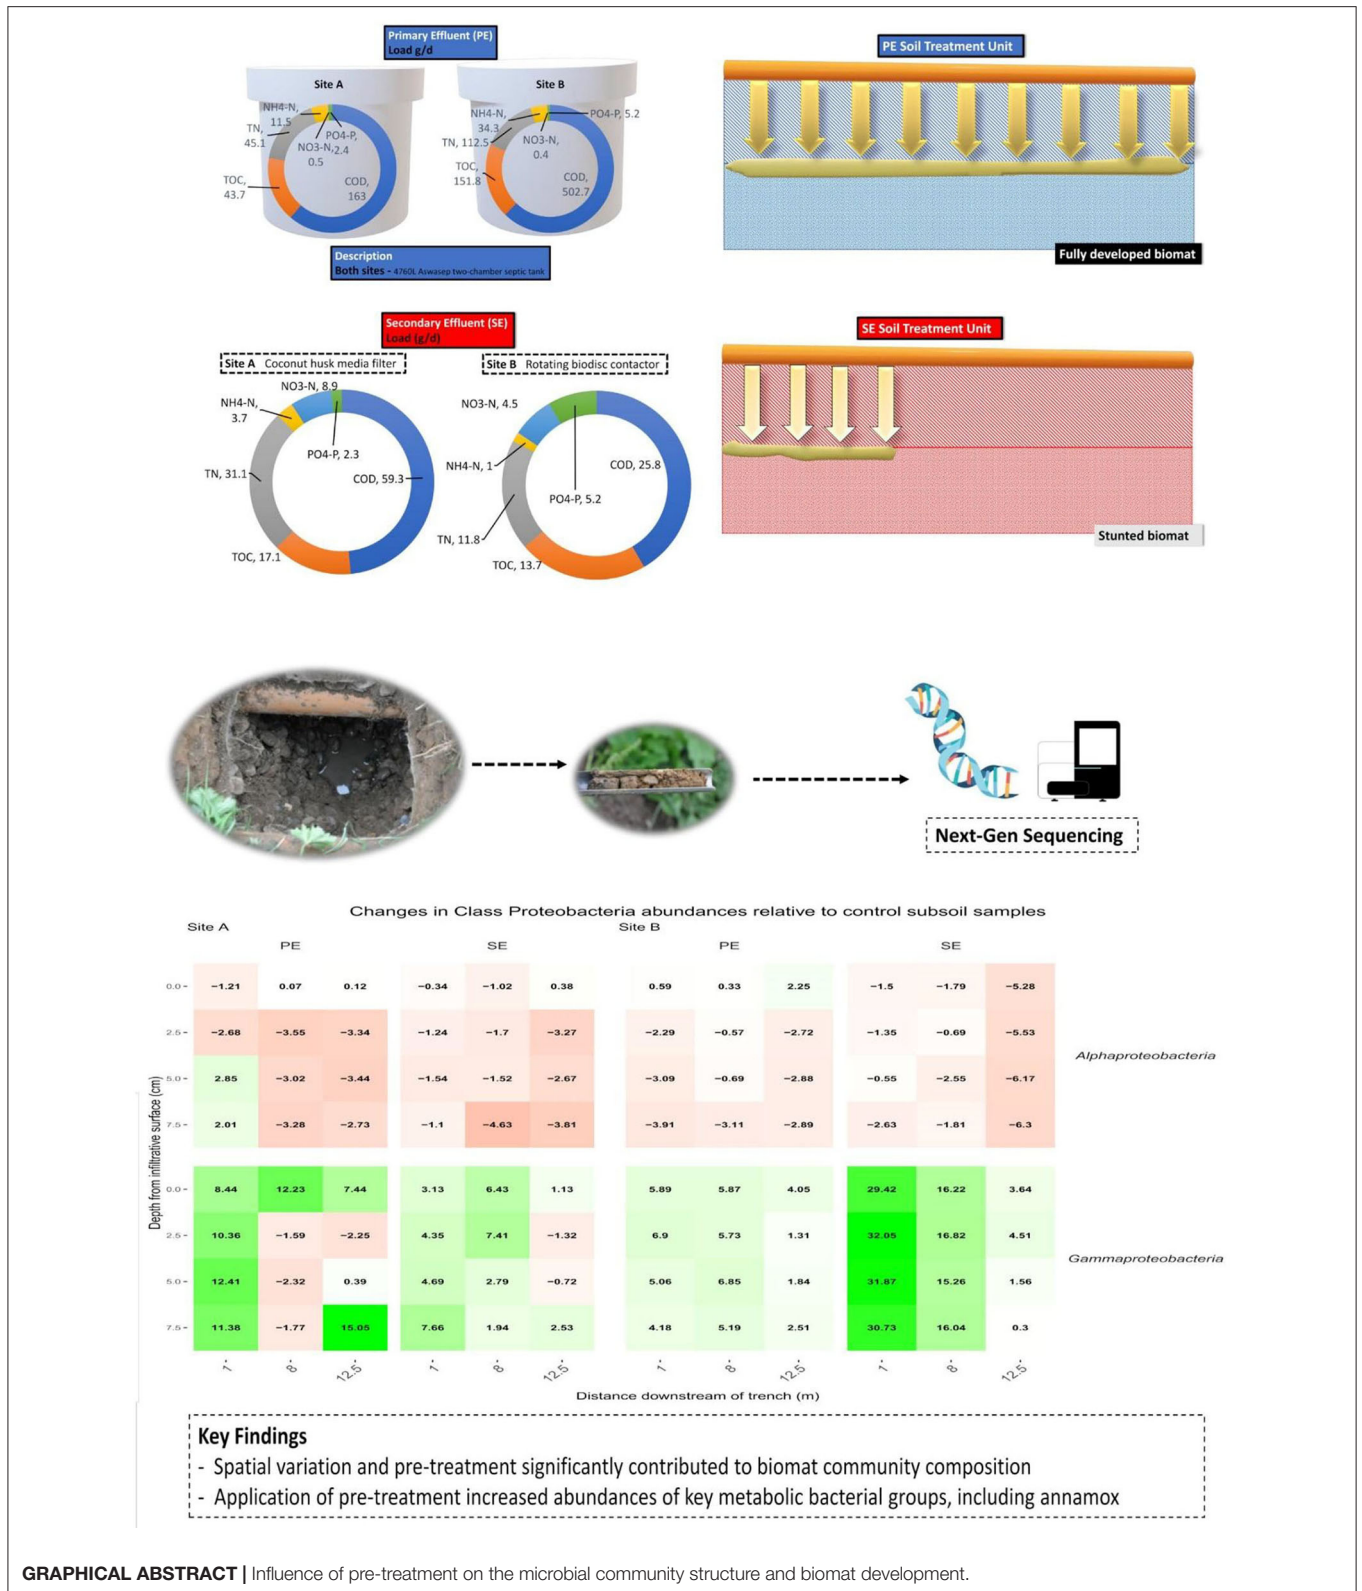 Primary Effluent (PE)
Load g/d
Site A
NH4-N,
11.5
TN,
45.1
PO4-P,
2.4
NO3-N,
0.5
TOC,
43.7
COD,
163
Site B
NH4-N,
34.3
PO4-P, 5.2
TN, 112.5
NO3-N,
0.4
TOC,
151.8
COD,
502.7
Description
Both sites - 4760L Aswasep two-chamber septic tank
PE Soil Treatment Unit
Fully developed biomat
Secondary Effluent (SE)
Load (g/d)
Site A Coconut husk media filter
NO3-N, 8.9
NH4-N,
3.7
PO4-P, 2.3
TN, 31.1
COD, 59.3
TOC, 17.1
Site B Rotating biodisc contactor
NO3-N, 4.5
NH4-N, 1
COD, 25.8
PO4-P, 5.2
TN, 11.8
TOC, 13.7
SE Soil Treatment Unit
Stunted biomat
Next-Gen Sequencing
Changes in Class Proteobacteria abundances relative to control subsoil samples
Site A Site B
PE SE PE SE
0.0 −1.21 0.07 0.12 −0.34 −1.02 0.38 0.59 0.33 2.25 −1.5 −1.79 −5.28
2.5 −2.68 −3.55 −3.34 −1.24 −1.7 −3.27 −2.29 −0.57 −2.72 −1.35 −0.69 −5.53
Alphaproteobacteria
5.0 2.85 −3.02 −3.44 −1.54 −1.52 −2.67 −3.09 −0.69 −2.88 −0.55 −2.55 −6.17
7.5 2.01 −3.28 −2.73 −1.1 −4.63 −3.81 −3.91 −3.11 −2.89 −2.63 −1.81 −6.3
Depth from infiltrative surface (cm)
0.0 8.44 12.23 7.44 3.13 6.43 1.13 5.89 5.87 4.05 29.42 16.22 3.64
2.5 10.36 −1.59 −2.25 4.35 7.41 −1.32 6.9 5.73 1.31 32.05 16.82 4.51
Gammaproteobacteria
5.0 12.41 −2.32 0.39 4.69 2.79 −0.72 5.06 6.85 1.84 31.87 15.26 1.56
7.5 11.38 −1.77 15.05 7.66 1.94 2.53 4.18 5.19 2.51 30.73 16.04 0.3
1 8 12.5 1 8 12.5 1 8 12.5 1 8 12.5
Distance downstream of trench (m)
Key Findings
- Spatial variation and pre-treatment significantly contributed to biomat community composition
- Application of pre-treatment increased abundances of key metabolic bacterial groups, including annamox
GRAPHICAL ABSTRACT | Influence of pre-treatment on the microbial community structure and biomat development.